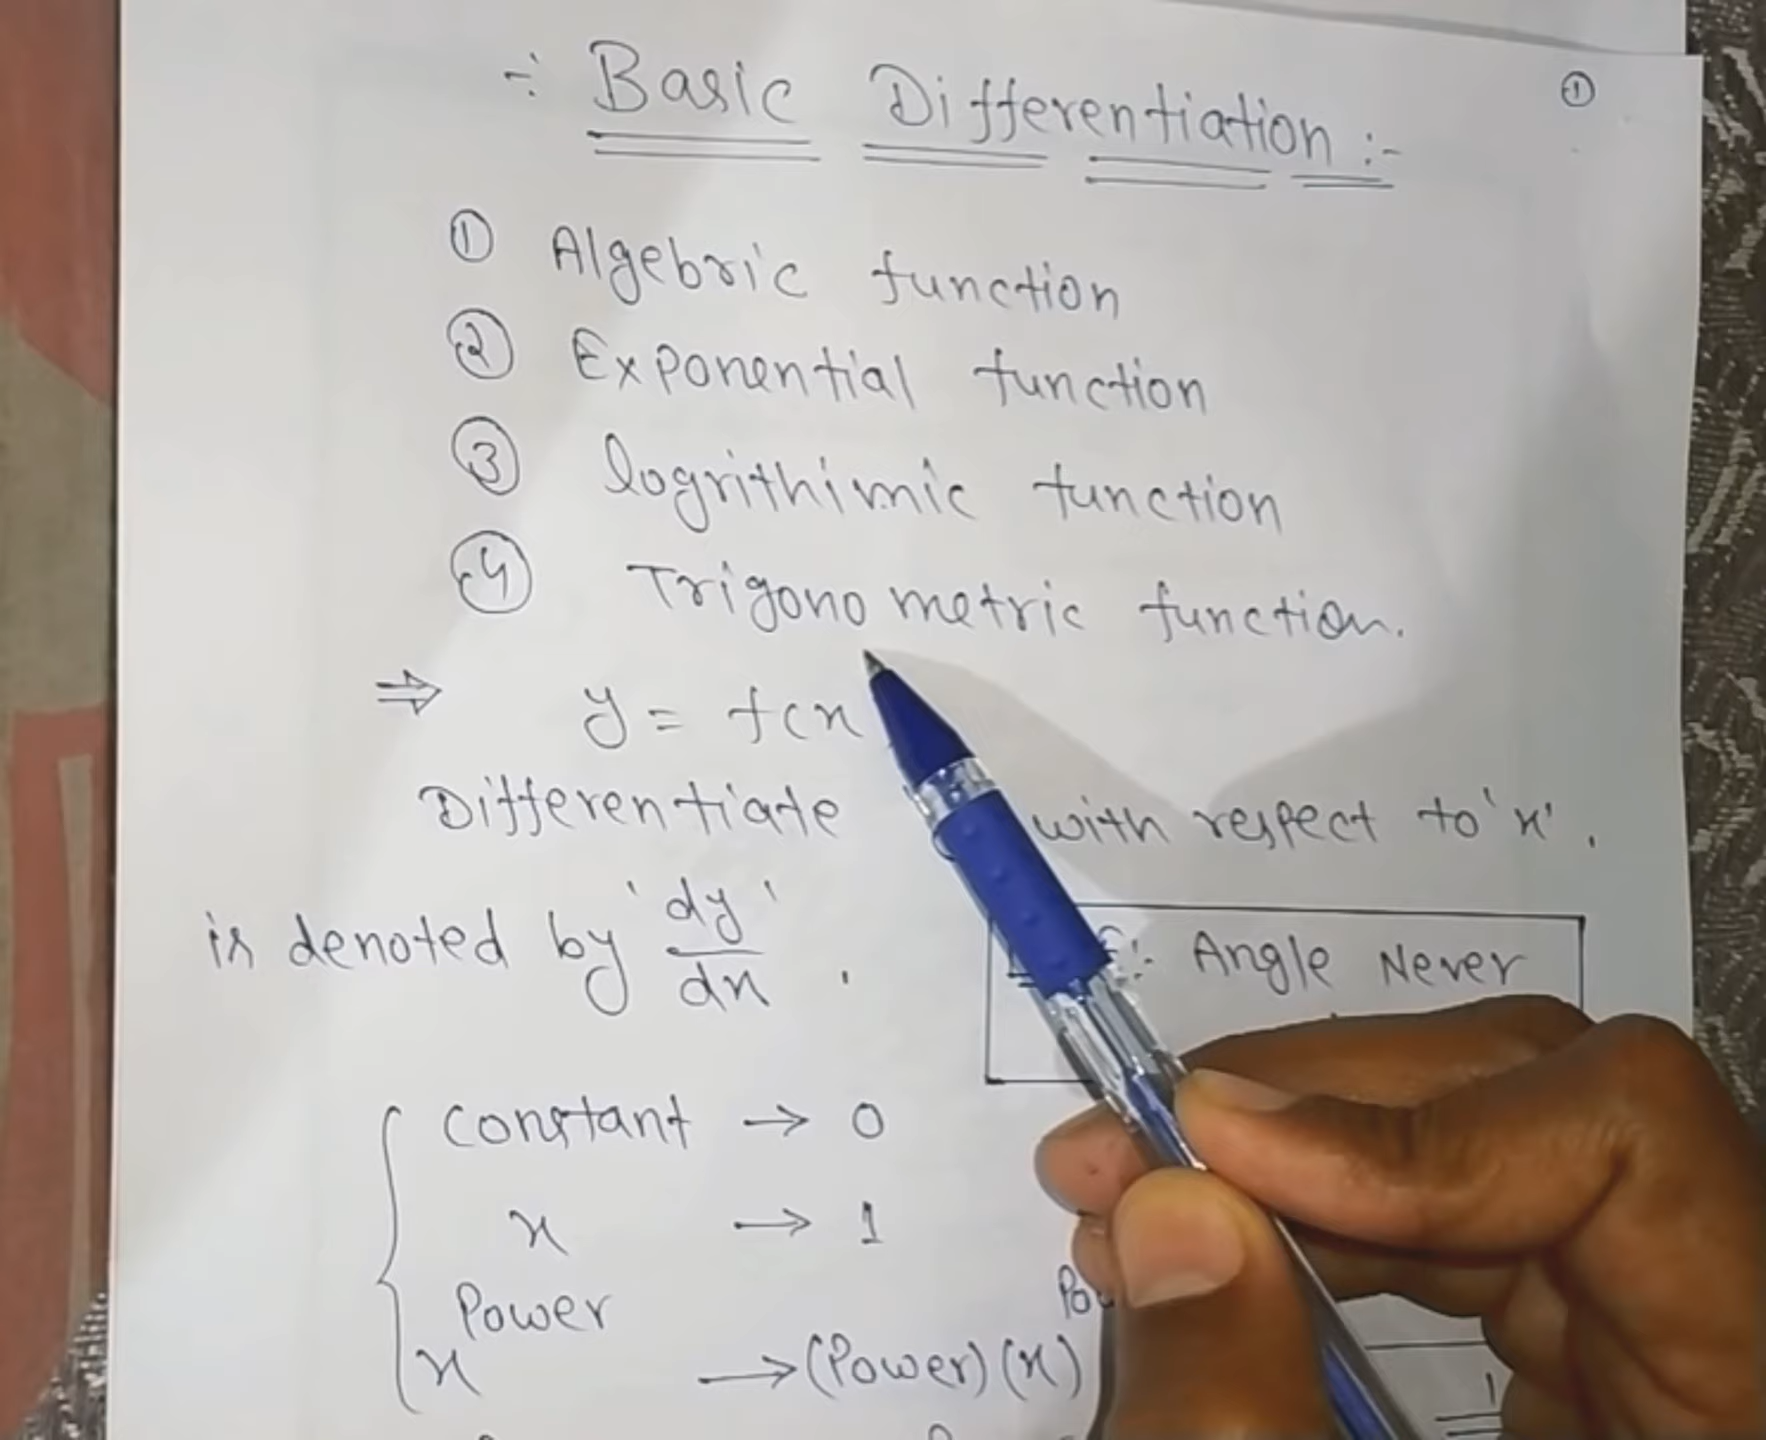 ÷ Basic Differentiation :-
①
① Algebric function
② Exponential function
③ logrithimic function
④ Trigonometric function.
⇒ y = f(x
Differentiate with respect to 'x'.
is denoted by 'dy/dx'.
: Angle Never
Constant → 0
x → 1
x^Power → (Power)(x)
1